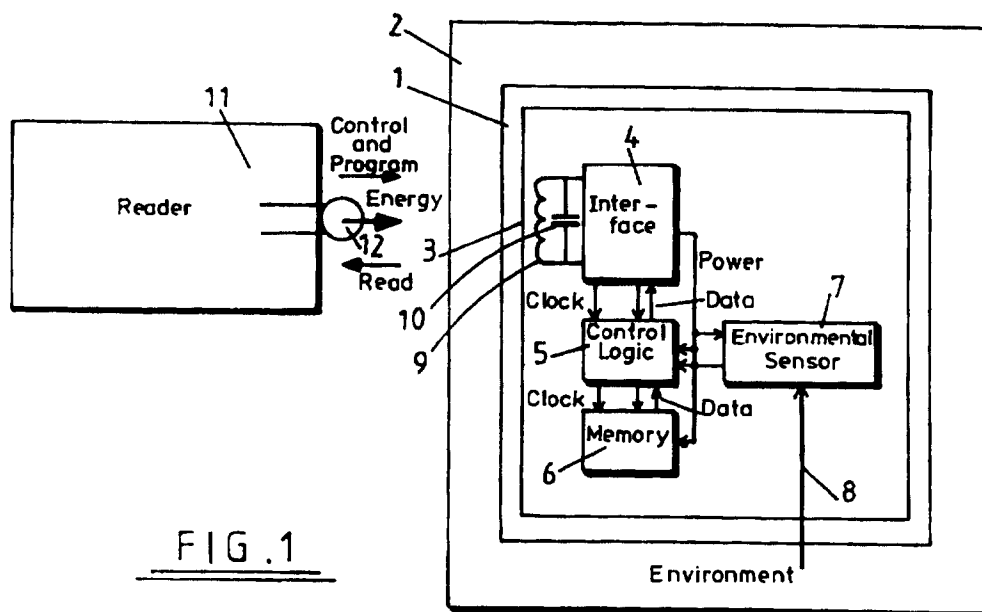 2
1
11
Control
and
Program
4
Reader
Energy
Inter-
face
12
3
Read
Power
10
Clock
Data
7
9
5
Control
Logic
Environmental
Sensor
Clock
Data
Memory
6
8
FIG.1
Environment